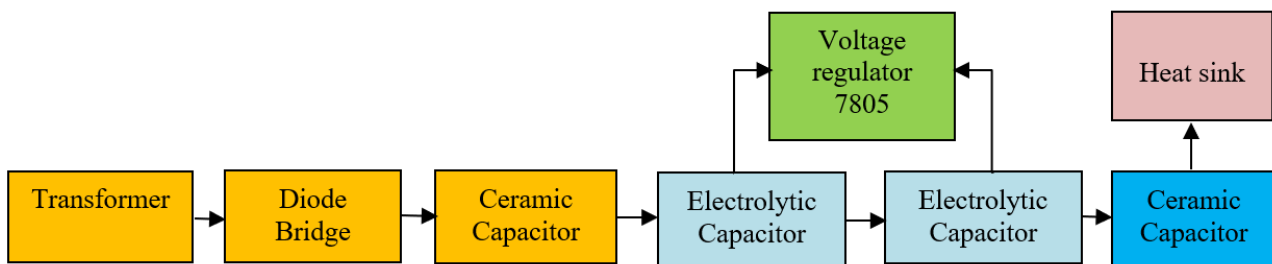 Voltage
regulator
7805
Heat sink
Transformer
Diode
Bridge
Ceramic
Capacitor
Electrolytic
Capacitor
Electrolytic
Capacitor
Ceramic
Capacitor